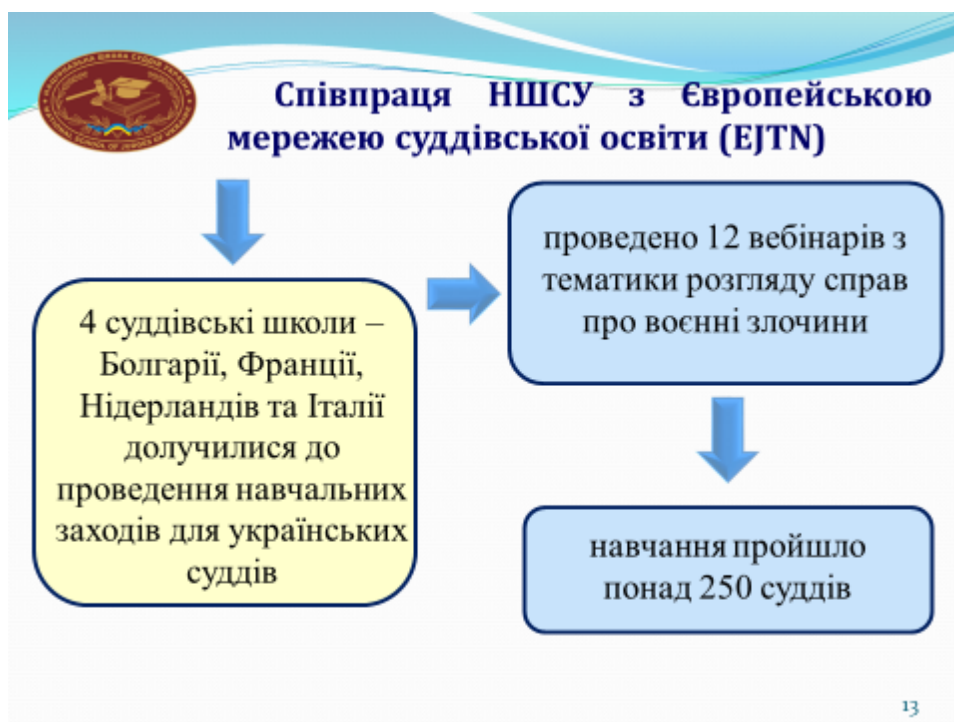 Співпраця НШСУ з Європейською
мережею суддівської освіти (EJTN)
4 суддівські школи –
Болгарії, Франції,
Нідерландів та Італії
долучилися до
проведення навчальних
заходів для українських
суддів
проведено 12 вебінарів з
тематики розгляду справ
про воєнні злочини
навчання пройшло
понад 250 суддів
13